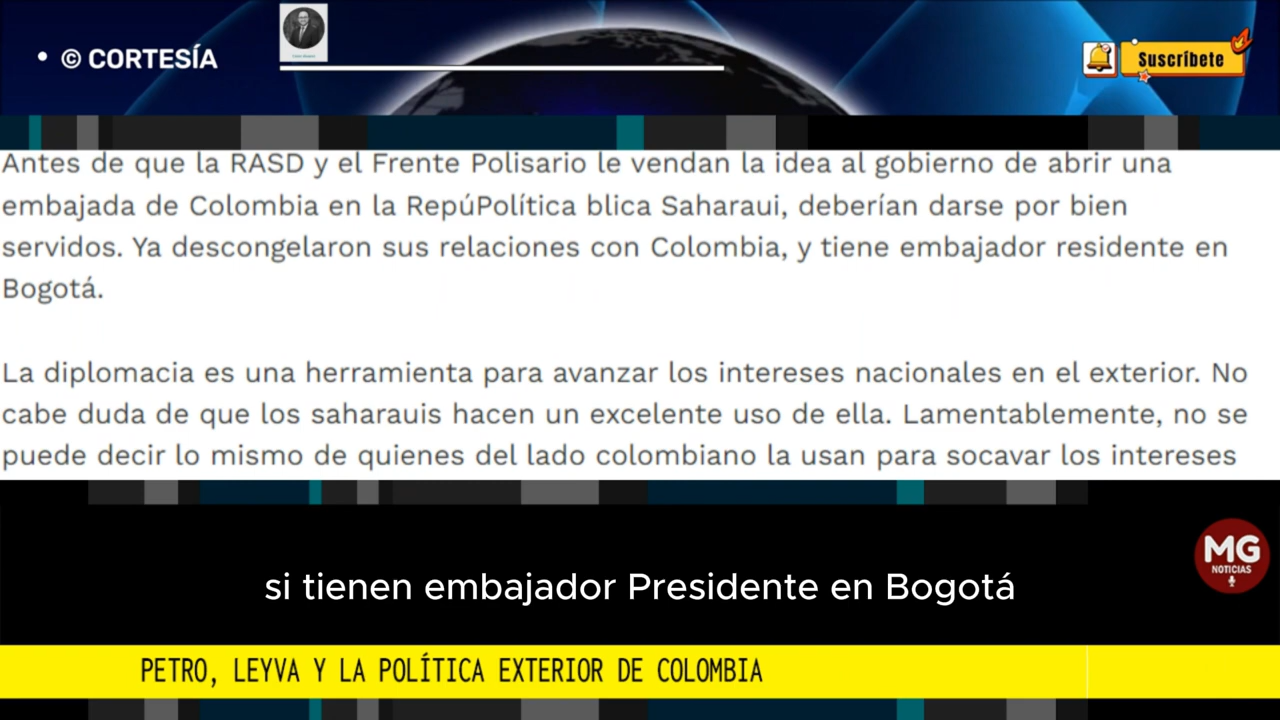 • © CORTESÍA
Suscríbete
Antes de que la RASD y el Frente Polisario le vendan la idea al gobierno de abrir una
embajada de Colombia en la RepúPolítica blica Saharaui, deberían darse por bien
servidos. Ya descongelaron sus relaciones con Colombia, y tiene embajador residente en
Bogotá.
La diplomacia es una herramienta para avanzar los intereses nacionales en el exterior. No
cabe duda de que los saharauis hacen un excelente uso de ella. Lamentablemente, no se
puede decir lo mismo de quienes del lado colombiano la usan para socavar los intereses
MG
NOTICIAS
si tienen embajador Presidente en Bogotá
PETRO, LEYVA Y LA POLÍTICA EXTERIOR DE COLOMBIA